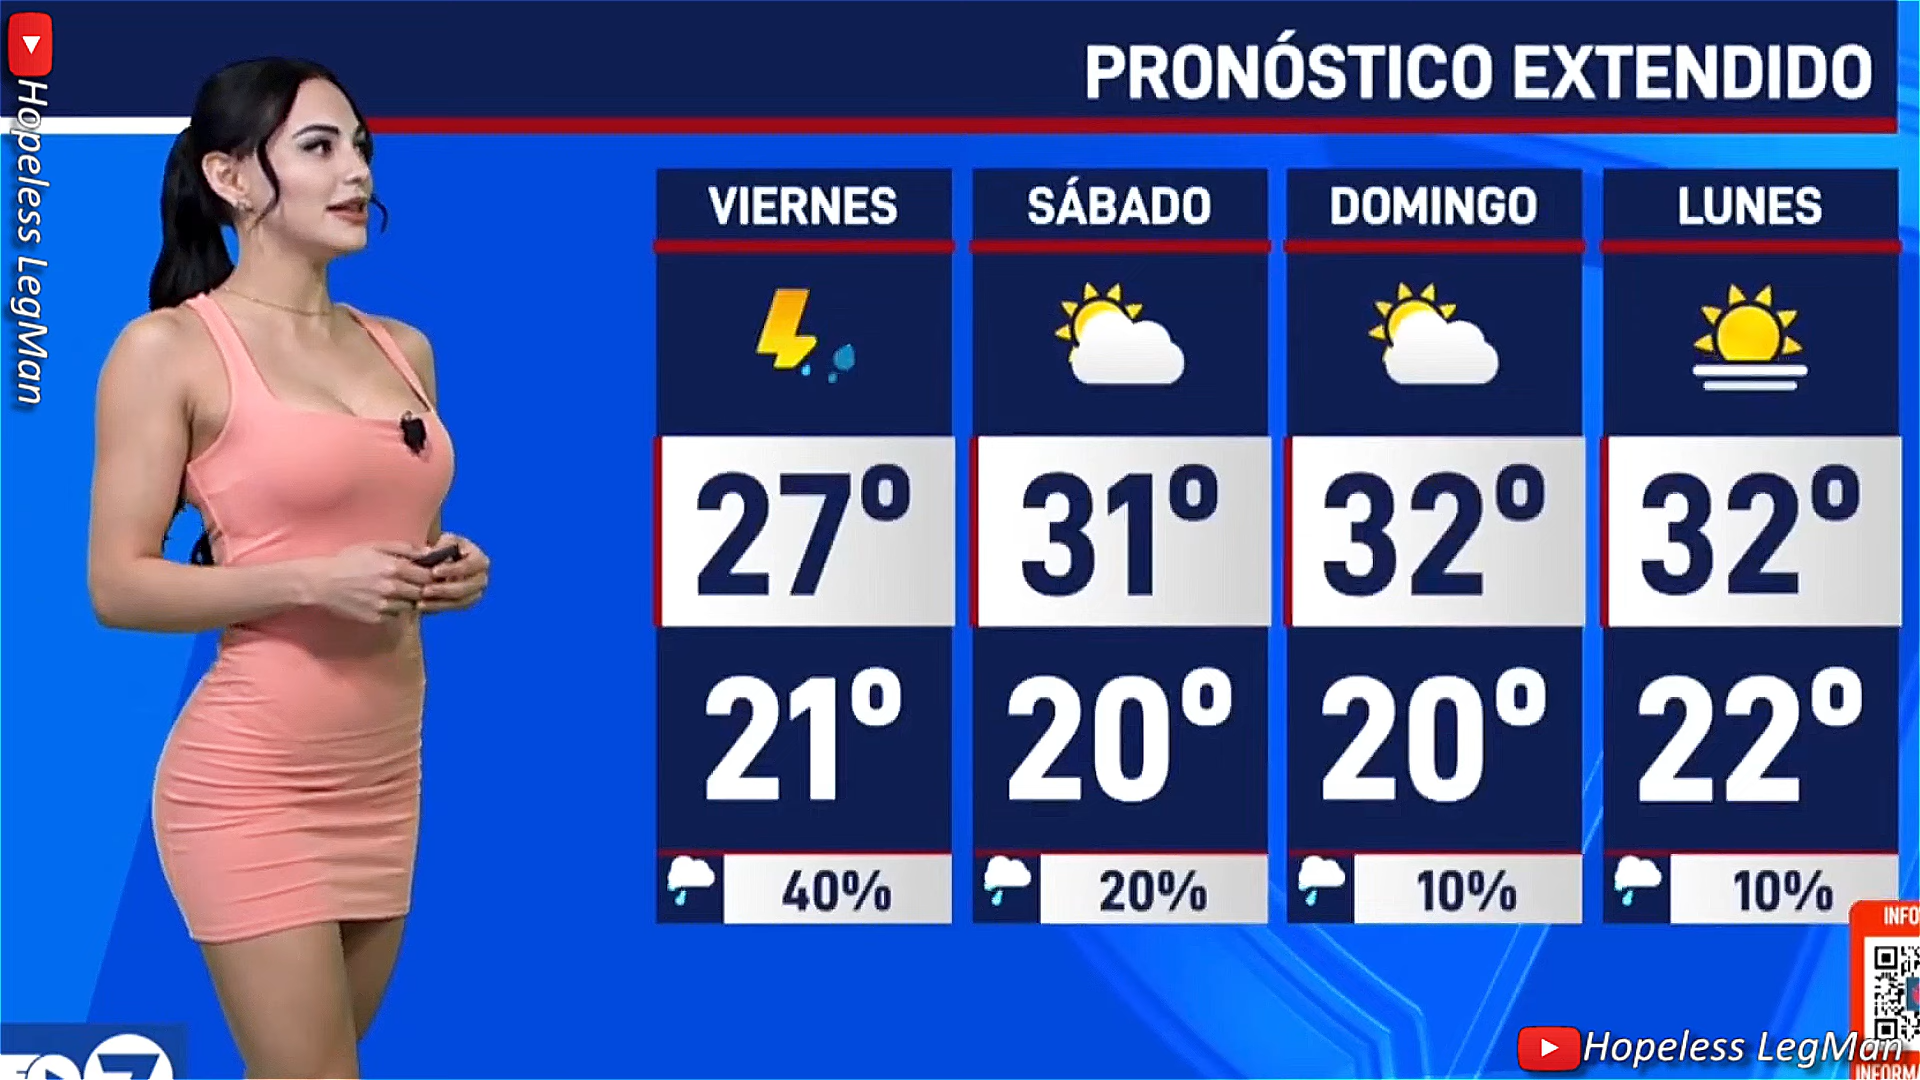 Hopeless LegMan
PRONÓSTICO EXTENDIDO
VIERNES SÁBADO DOMINGO LUNES
27° 31° 32° 32°
21° 20° 20° 22°
40% 20% 10% 10%
7
Hopeless LegMan